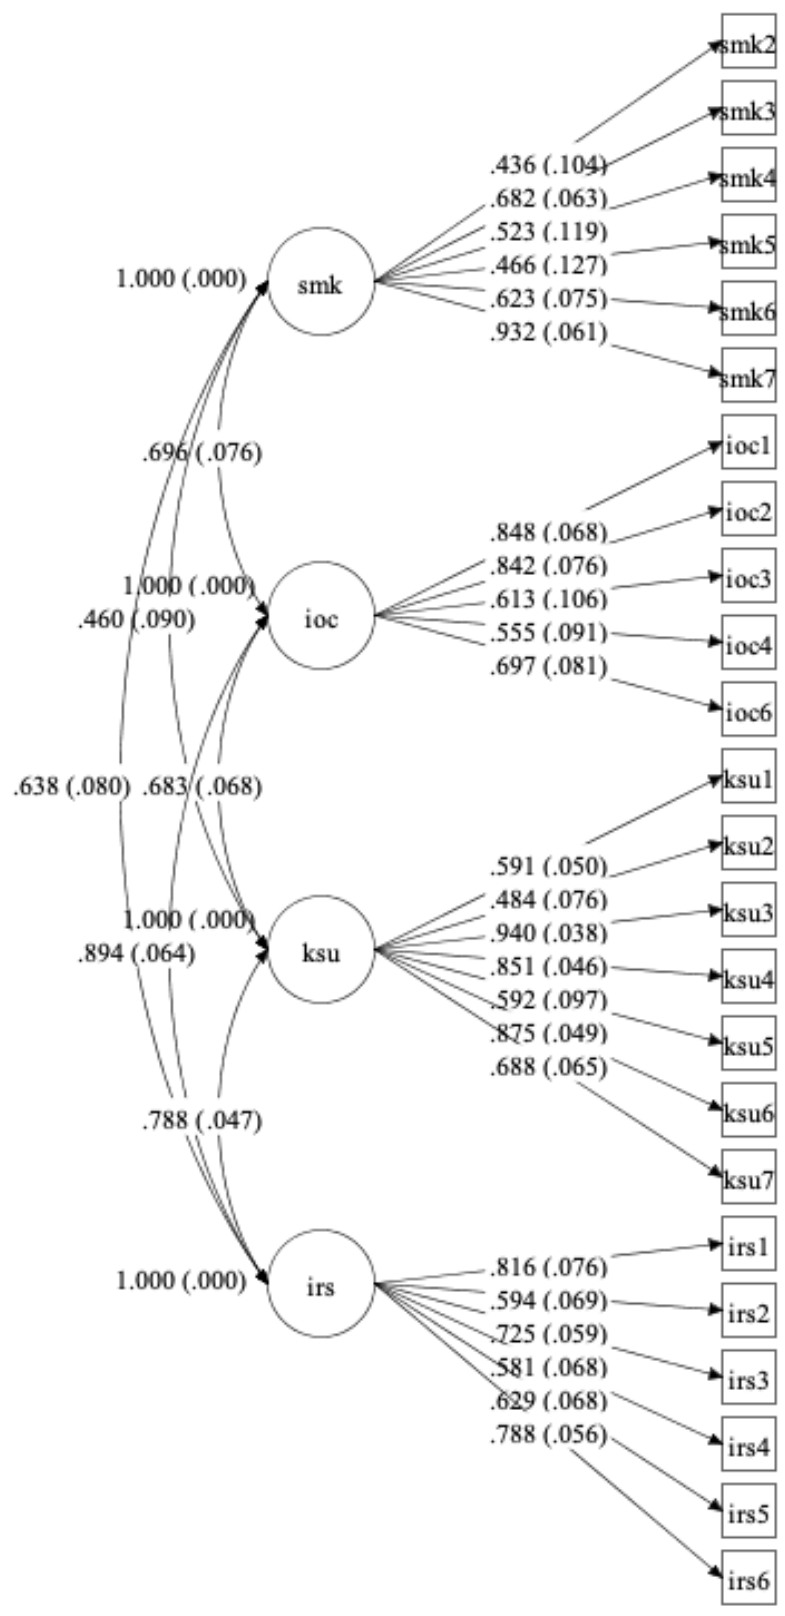 smk2
smk3
.436 (.104)
smk4
.682 (.063)
.523 (.119)
smk5
.466 (.127)
1.000 (.000)
smk
.623 (.075)
smk6
.932 (.061)
smk7
.696 (.076)
ioc1
ioc2
.848 (.068)
.842 (.076)
ioc3
1.000 (.000)
.613 (.106)
.460 (.090)
ioc
.555 (.091)
ioc4
.697 (.081)
ioc6
.638 (.080)
.683 (.068)
ksu1
ksu2
.591 (.050)
.484 (.076)
ksu3
1.000 (.000)
.940 (.038)
.894 (.064)
ksu
.851 (.046)
ksu4
.592 (.097)
.875 (.049)
ksu5
.688 (.065)
.788 (.047)
ksu6
ksu7
irs1
.816 (.076)
1.000 (.000)
irs
.594 (.069)
irs2
.725 (.059)
.581 (.068)
irs3
.629 (.068)
.788 (.056)
irs4
irs5
irs6